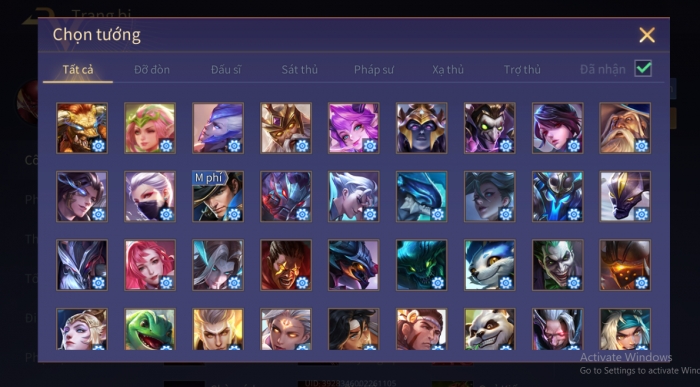 Trang bị
Chọn tướng
Tất cả
Đỡ đòn
Đấu sĩ
Sát thủ
Pháp sư
Xạ thủ
Trợ thủ
Đã nhận
M phí
Activate Windows
Go to Settings to activate Win